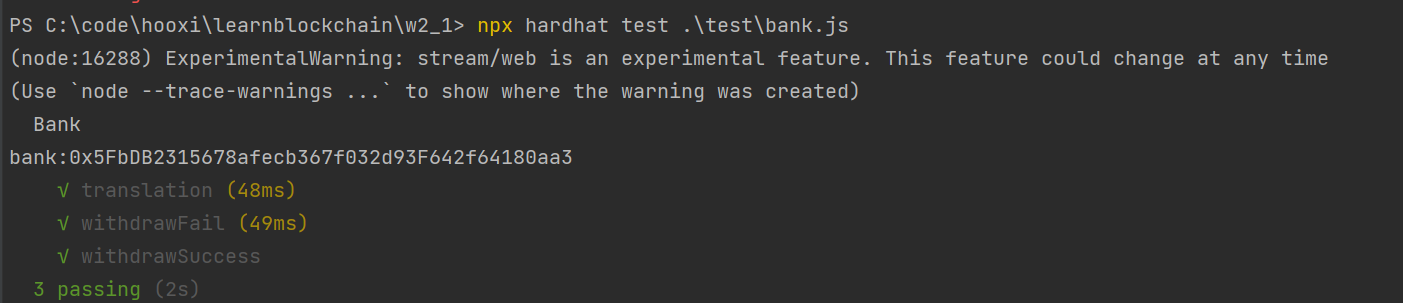 PS C:\code\hooxi\learnblockchain\w2_1> npx hardhat test .\test\bank.js
(node:16288) ExperimentalWarning: stream/web is an experimental feature. This feature could change at any time
(Use `node --trace-warnings ...` to show where the warning was created)
Bank
bank:0x5FbDB2315678afecb367f032d93F642f64180aa3
√ translation (48ms)
√ withdrawFail (49ms)
√ withdrawSuccess
3 passing (2s)